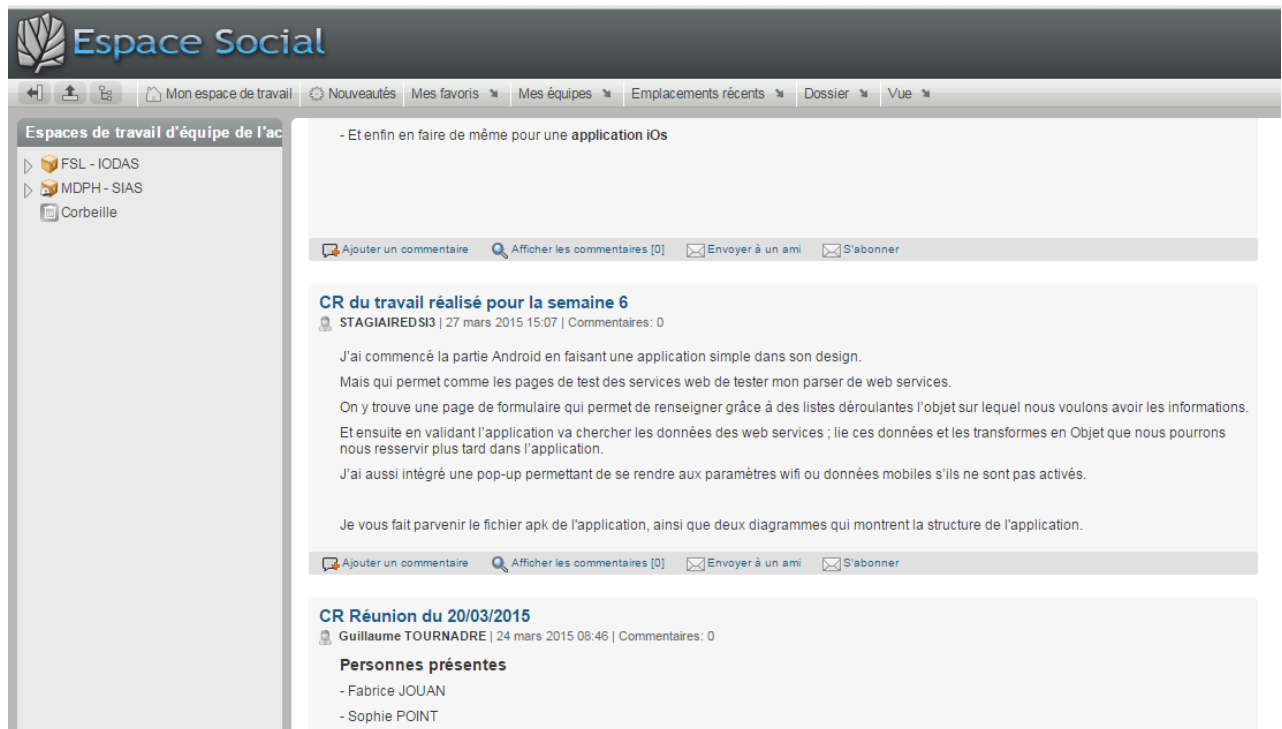 Espace Social
Mon espace de travail Nouveautés Mes favoris Mes équipes Emplacements récents Dossier Vue
Espaces de travail d'équipe de l'ac
FSL - IODAS
MDPH - SIAS
Corbeille
- Et enfin en faire de même pour une application iOs
Ajouter un commentaire Afficher les commentaires [0] Envoyer à un ami S'abonner
CR du travail réalisé pour la semaine 6
STAGIAIREDSI3 | 27 mars 2015 15:07 | Commentaires: 0
J'ai commencé la partie Android en faisant une application simple dans son design.
Mais qui permet comme les pages de test des services web de tester mon parser de web services.
On y trouve une page de formulaire qui permet de renseigner grâce à des listes déroulantes l'objet sur lequel nous voulons avoir les informations.
Et ensuite en validant l'application va chercher les données des web services ; lie ces données et les transformes en Objet que nous pourrons
nous resservir plus tard dans l'application.
J'ai aussi intégré une pop-up permettant de se rendre aux paramètres wifi ou données mobiles s'ils ne sont pas activés.
Je vous fait parvenir le fichier apk de l'application, ainsi que deux diagrammes qui montrent la structure de l'application.
Ajouter un commentaire Afficher les commentaires [0] Envoyer à un ami S'abonner
CR Réunion du 20/03/2015
Guillaume TOURNADRE | 24 mars 2015 08:46 | Commentaires: 0
Personnes présentes
- Fabrice JOUAN
- Sophie POINT